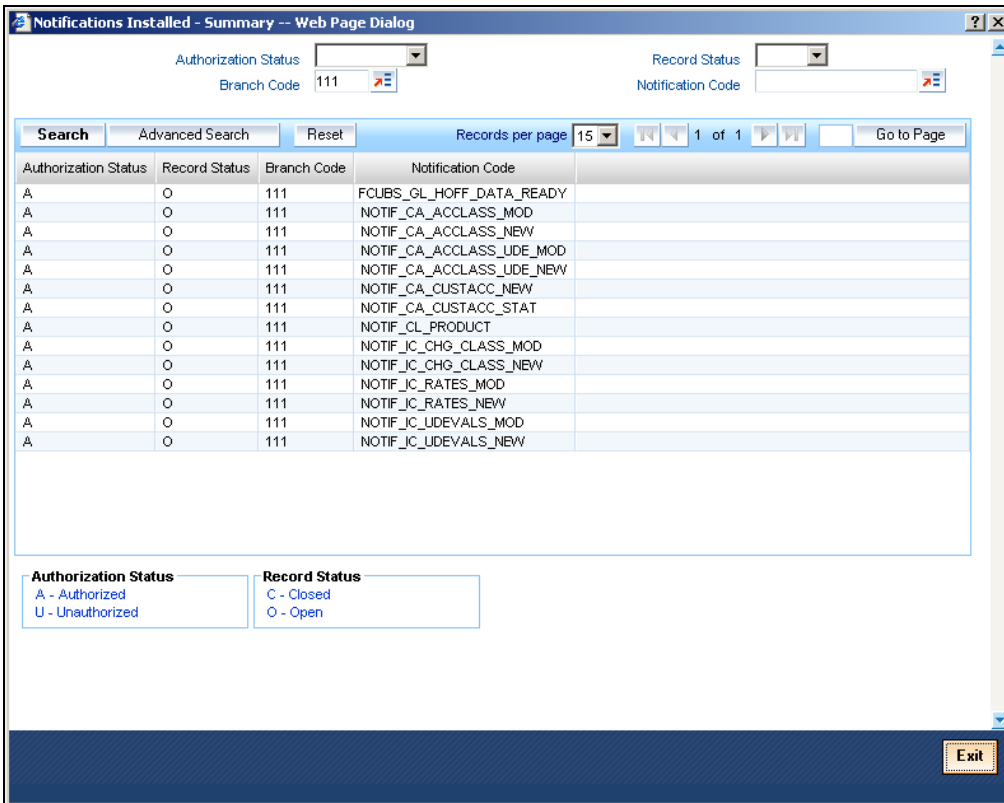 Notifications Installed - Summary -- Web Page Dialog
Authorization Status
Record Status
Branch Code 111
Notification Code
Search Advanced Search Reset Records per page 15 1 of 1 Go to Page
Authorization Status Record Status Branch Code Notification Code
A O 111 FCUBS_GL_HOFF_DATA_READY
A O 111 NOTIF_CA_ACCLASS_MOD
A O 111 NOTIF_CA_ACCLASS_NEW
A O 111 NOTIF_CA_ACCLASS_UDE_MOD
A O 111 NOTIF_CA_ACCLASS_UDE_NEW
A O 111 NOTIF_CA_CUSTACC_NEW
A O 111 NOTIF_CA_CUSTACC_STAT
A O 111 NOTIF_CL_PRODUCT
A O 111 NOTIF_IC_CHG_CLASS_MOD
A O 111 NOTIF_IC_CHG_CLASS_NEW
A O 111 NOTIF_IC_RATES_MOD
A O 111 NOTIF_IC_RATES_NEW
A O 111 NOTIF_IC_UDEVALS_MOD
A O 111 NOTIF_IC_UDEVALS_NEW
Authorization Status
A - Authorized
U - Unauthorized
Record Status
C - Closed
O - Open
Exit